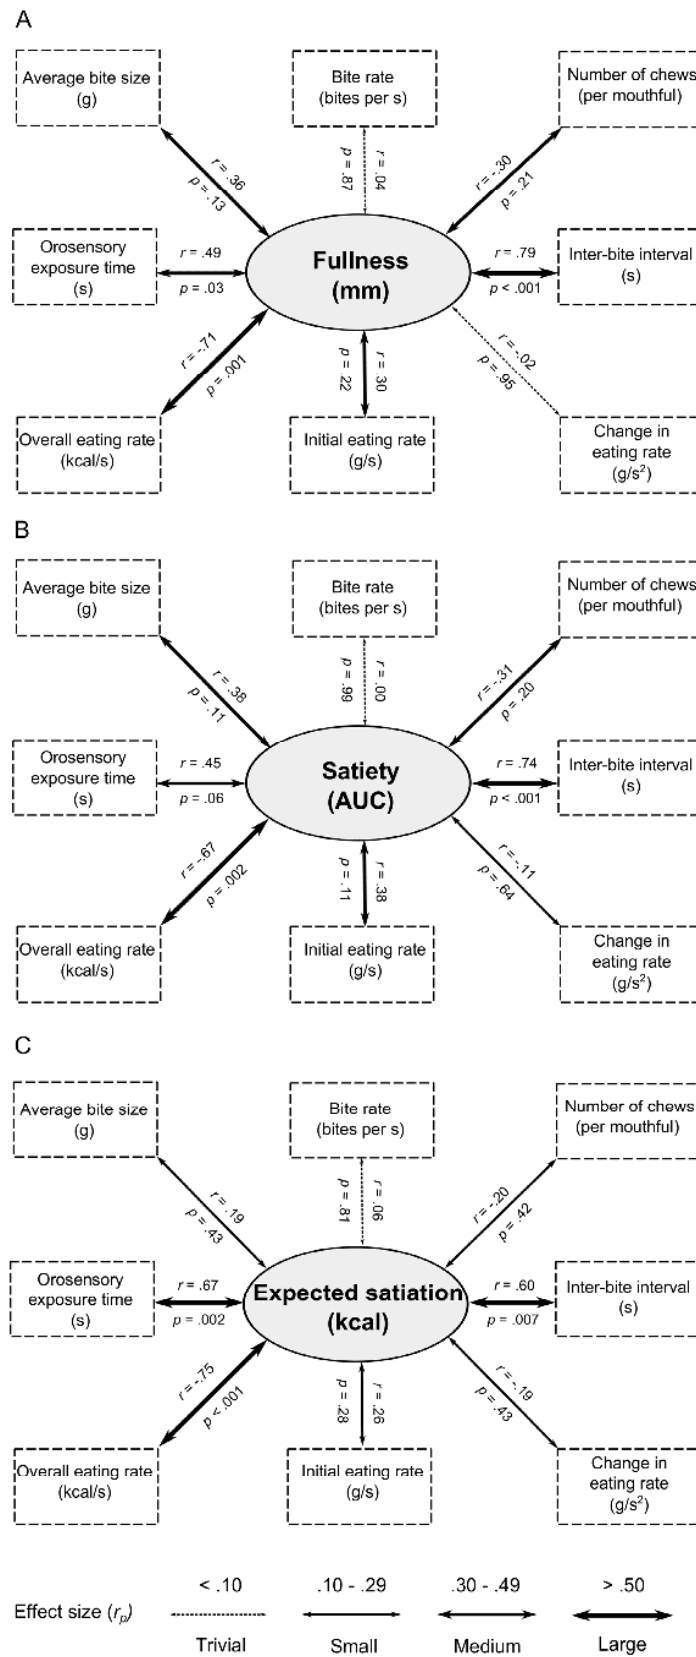 A
Average bite size
(g)
Bite rate
(bites per s)
Number of chews
(per mouthful)
r = .36
p = .13
r = .04
p = .87
r = -.30
p = .21
Orosensory
exposure time
(s)
r = .49
p = .03
Fullness
(mm)
r = .79
p < .001
Inter-bite interval
(s)
r = -.71
p = .001
r = .30
p = .22
r = -.02
p = .95
Overall eating rate
(kcal/s)
Initial eating rate
(g/s)
Change in
eating rate
(g/s²)
B
Average bite size
(g)
Bite rate
(bites per s)
Number of chews
(per mouthful)
r = .38
p = .11
r = .00
p = .99
r = -.31
p = .20
Orosensory
exposure time
(s)
r = .45
p = .06
Satiety
(AUC)
r = .74
p < .001
Inter-bite interval
(s)
r = -.67
p = .002
r = .38
p = .11
r = -.11
p = .64
Overall eating rate
(kcal/s)
Initial eating rate
(g/s)
Change in
eating rate
(g/s²)
C
Average bite size
(g)
Bite rate
(bites per s)
Number of chews
(per mouthful)
r = .19
p = .43
r = .06
p = .81
r = -.20
p = .42
Orosensory
exposure time
(s)
r = .67
p = .002
Expected satiation
(kcal)
r = .60
p = .007
Inter-bite interval
(s)
r = -.75
p < .001
r = .26
p = .28
r = -.19
p = .43
Overall eating rate
(kcal/s)
Initial eating rate
(g/s)
Change in
eating rate
(g/s²)
< .10 .10 - .29 .30 - .49 > .50
Effect size (rₚ)
Trivial Small Medium Large